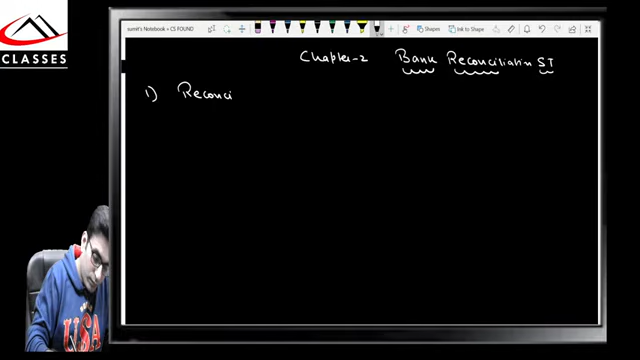 CLASSES
sumit's Notebook » CS FOUND
Shapes
Ink to Shape
Chapter-2 Bank Reconciliation ST
1) Reconci
USA